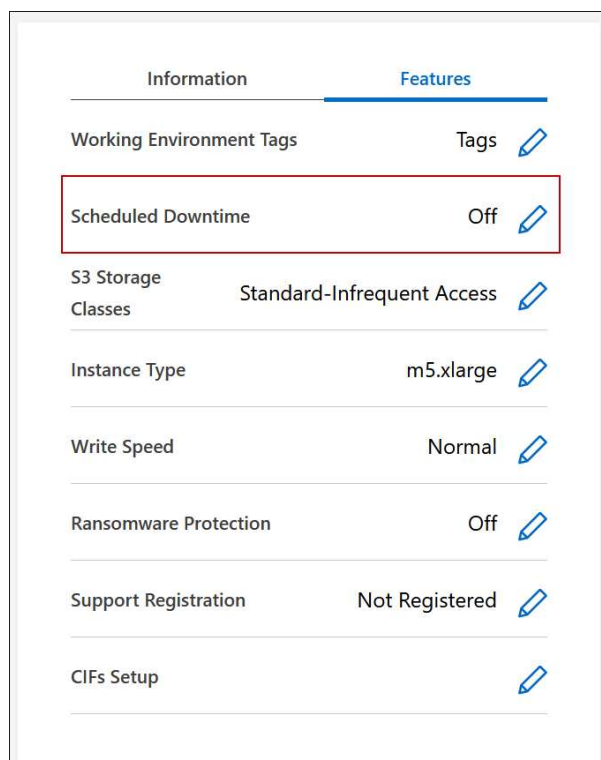 Information Features
Working Environment Tags Tags
Scheduled Downtime Off
S3 Storage
Classes Standard-Infrequent Access
Instance Type m5.xlarge
Write Speed Normal
Ransomware Protection Off
Support Registration Not Registered
CIFs Setup